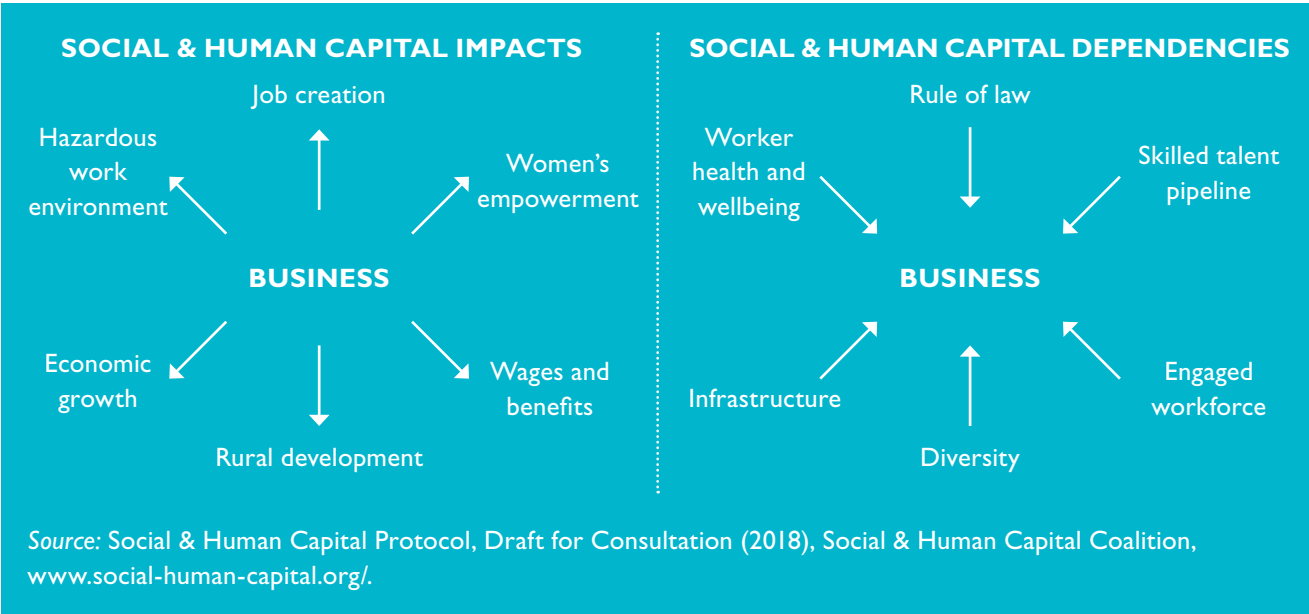 SOCIAL & HUMAN CAPITAL IMPACTS
Job creation
Hazardous
work
environment
Women’s
empowerment
BUSINESS
Economic
growth
Wages and
benefits
Rural development
SOCIAL & HUMAN CAPITAL DEPENDENCIES
Rule of law
Worker
health and
wellbeing
Skilled talent
pipeline
BUSINESS
Infrastructure
Engaged
workforce
Diversity
Source: Social & Human Capital Protocol, Draft for Consultation (2018), Social & Human Capital Coalition,
www.social-human-capital.org/.